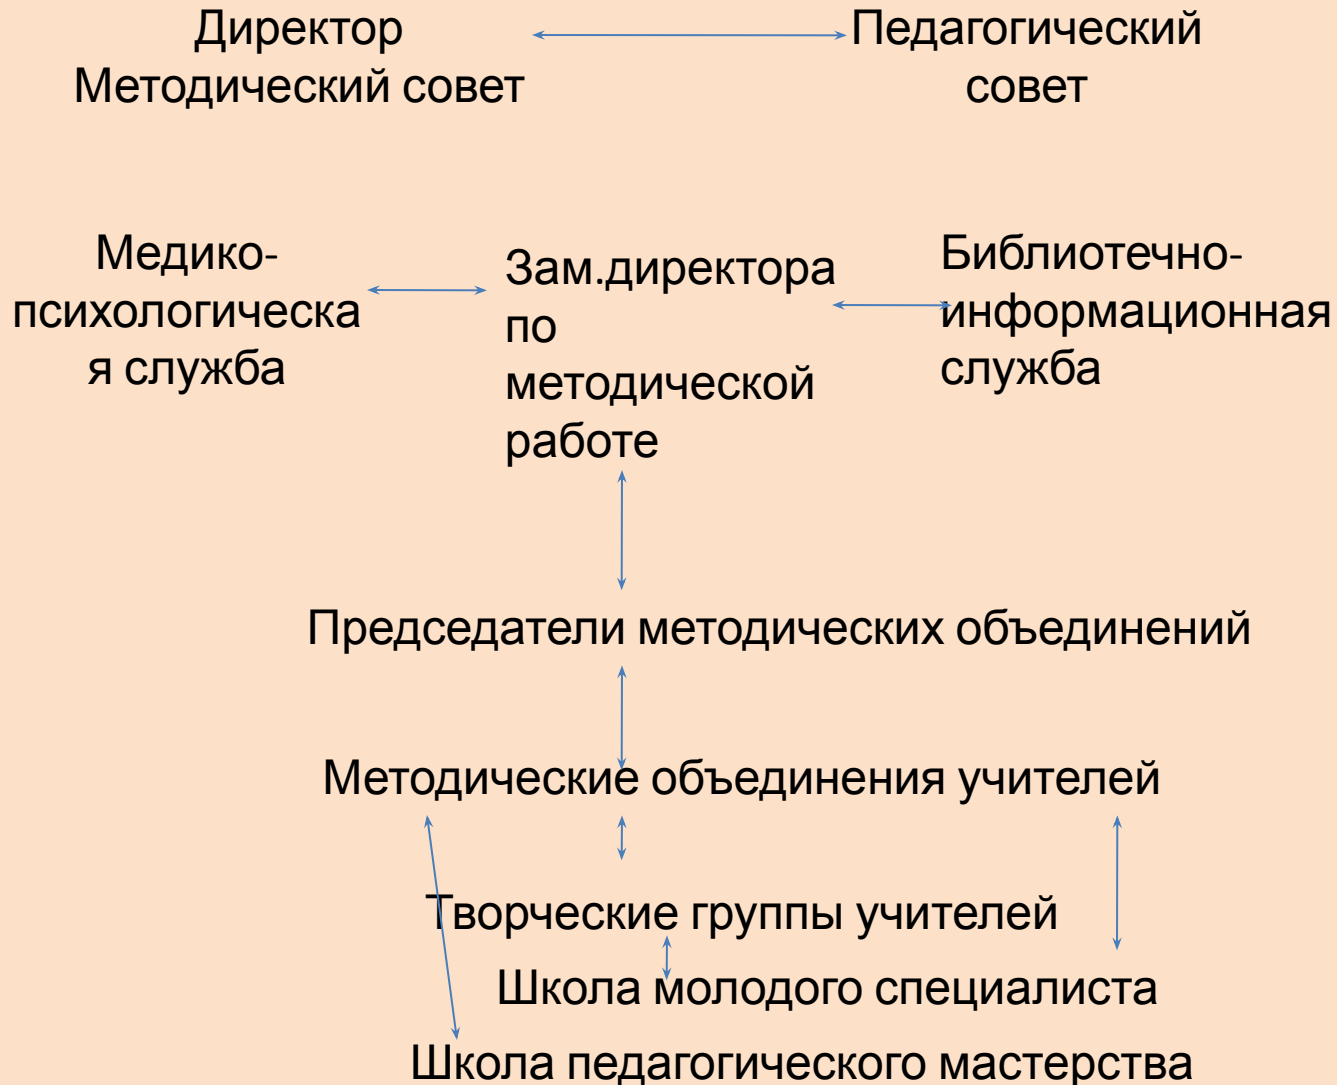 Директор
Методический совет
Педагогический
совет
Медико-
психологическа
я служба
Зам.директора
по
методической
работе
Библиотечно-
информационная
служба
Председатели методических объединений
Методические объединения учителей
Творческие группы учителей
Школа молодого специалиста
Школа педагогического мастерства